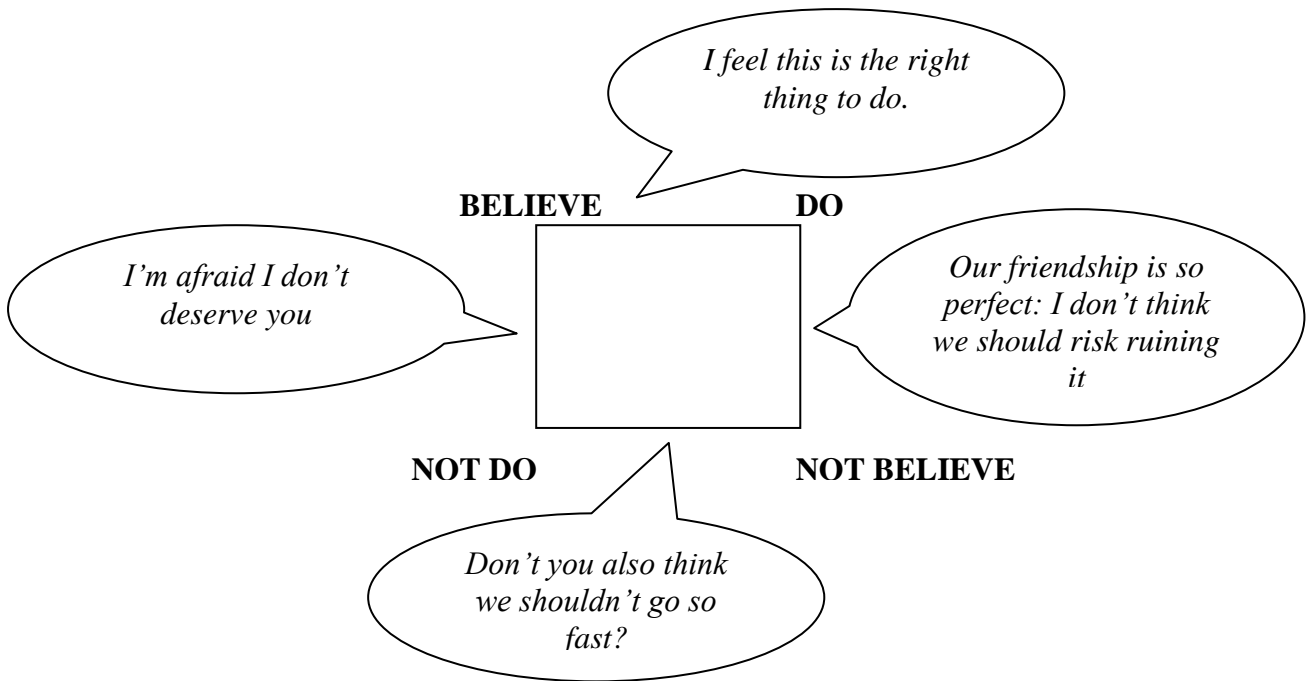 I feel this is the right
thing to do.
BELIEVE
DO
I'm afraid I don't
deserve you
Our friendship is so
perfect: I don't think
we should risk ruining
it
NOT DO
NOT BELIEVE
Don't you also think
we shouldn't go so
fast?